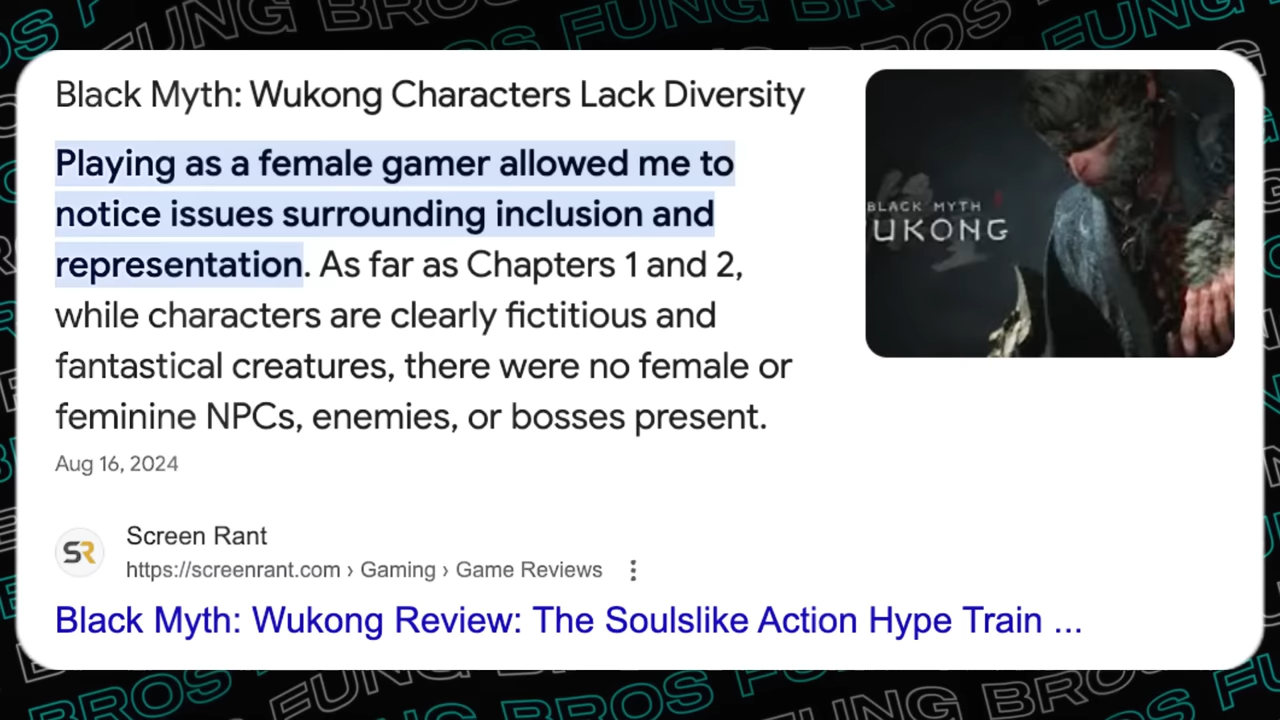 Black Myth: Wukong Characters Lack Diversity
Playing as a female gamer allowed me to
notice issues surrounding inclusion and
representation. As far as Chapters 1 and 2,
while characters are clearly fictitious and
fantastical creatures, there were no female or
feminine NPCs, enemies, or bosses present.
Aug 16, 2024
BLACK MYTH
UKONG
SR
Screen Rant
https://screenrant.com › Gaming › Game Reviews
Black Myth: Wukong Review: The Soulslike Action Hype Train ...
FUNG BROS